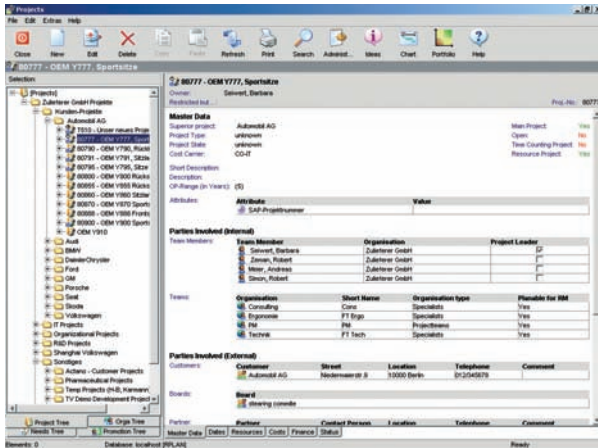 Projects
File Edit Extras Help
Close New Edit Delete Copy Paste Refresh Print Search Administ... Ideas Chart Portfolio Help
80777 - OEM Y777, Sportsitze
Selection:
[Projects]
Zulieferer GmbH Projekte
Kunden-Projekte
Automobil AG
T810 - Unser neues Proje
80777 - OEM Y777, Sport
80790 - OEM Y790, Rücks
80791 - OEM Y791, Sitzle
80795 - OEM Y795, Sitze
80800 - OEM Y800 Rücks
80855 - OEM Y855 Rücks
80860 - OEM Y860 Sitzler
80870 - OEM Y870 Sports
80888 - OEM Y888 Fronts
80900 - OEM Y900 Sports
OEM Y910
Audi
BMW
DaimlerChrysler
Ford
GM
Porsche
Seat
Skoda
Volkswagen
IT Projects
Organizational Projects
R&D Projects
Shanghai Volkswagen
Sonstiges
Actano - Customer Projects
Pharmaceutical Projects
Temp Projects (H.B, Karmann)
TV Demo Development Project
Project Tree Orga Tree
Needs Tree Promotion Tree
80777 - OEM Y777, Sportsitze
Owner: Seiwert, Barbara
Restricted but ...: Proj.-No.: 80777
Master Data
Superior project: Automobil AG Main Project: Yes
Project Type: unknown Open: No
Project State: unknown Time Counting Project: No
Cost Carrier: CO-IT Resource Project: Yes
Short Description:
Description:
OP-Range (in Years): (5)
Attributes: Attribute Value
SAP-Projektnummer
Parties Involved (Internal)
Team Members: Team Member Organisation Project Leader
Seiwert, Barbara Zulieferer GmbH
Zeman, Robert Zulieferer GmbH
Meier, Andreas Zulieferer GmbH
Simon, Robert Zulieferer GmbH
Teams: Organisation Short Name Organisation type Planable for RM
Consulting Cons Specialists Yes
Ergonomie FT Ergo Specialists Yes
PM PM Projectteams Yes
Technik FT Tech Specialists Yes
Parties Involved (External)
Customers: Customer Street Location Telephone Comment
Automobil AG Niedermaierstr.8 10000 Berlin 012/345678
Boards: Board
steering commite
Partner: Partner Contact Person Location Telephone Comment
Master Data Dates Resources Costs Finance Status
Elements: 0 Database: localhost [RPLAN] Ready